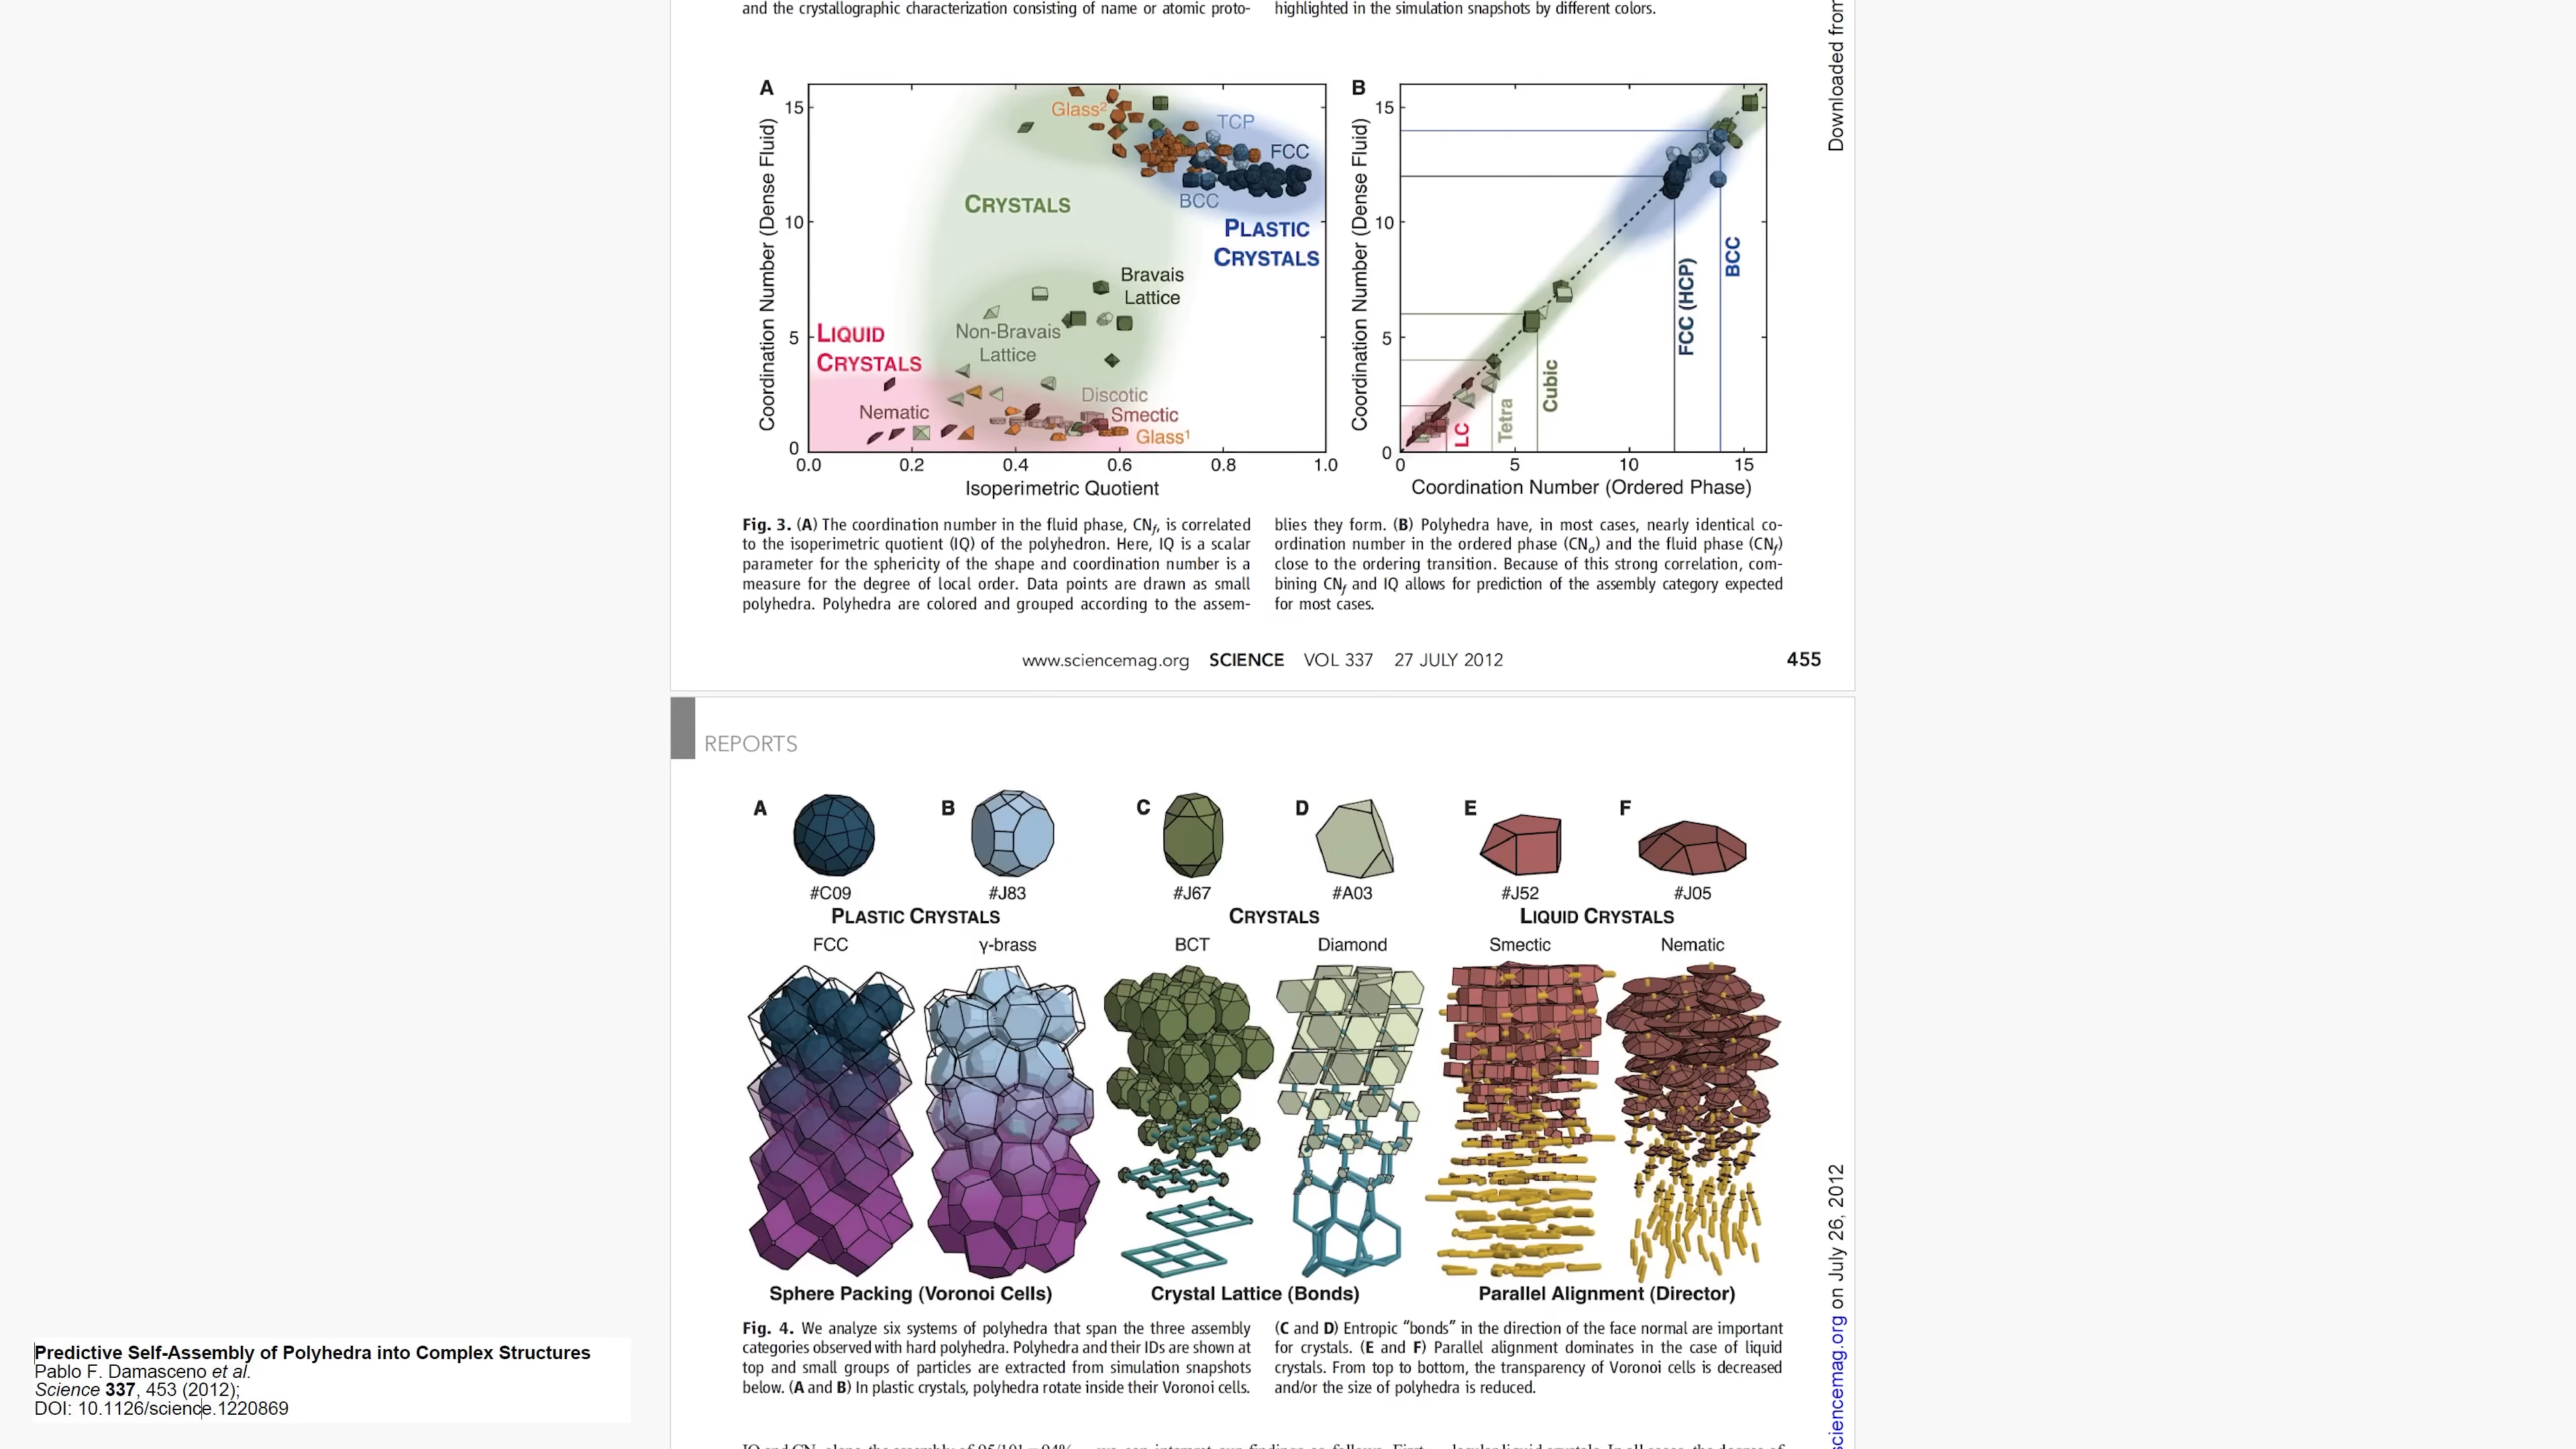 and the crystallographic characterization consisting of name or atomic proto-
highlighted in the simulation snapshots by different colors.
Downloaded from
A
Coordination Number (Dense Fluid)
15
10
5
0
Glass²
TCP
FCC
BCC
CRYSTALS
PLASTIC
CRYSTALS
Bravais
Lattice
Non-Bravais
Lattice
LIQUID
CRYSTALS
Nematic
Discotic
Smectic
Glass¹
0.0 0.2 0.4 0.6 0.8 1.0
Isoperimetric Quotient
B
Coordination Number (Dense Fluid)
15
10
5
0
LC
Tetra
Cubic
FCC (HCP)
BCC
0 5 10 15
Coordination Number (Ordered Phase)
Fig. 3. (A) The coordination number in the fluid phase, CNf, is correlated
to the isoperimetric quotient (IQ) of the polyhedron. Here, IQ is a scalar
parameter for the sphericity of the shape and coordination number is a
measure for the degree of local order. Data points are drawn as small
polyhedra. Polyhedra are colored and grouped according to the assem-
blies they form. (B) Polyhedra have, in most cases, nearly identical co-
ordination number in the ordered phase (CNo) and the fluid phase (CNf)
close to the ordering transition. Because of this strong correlation, com-
bining CNf and IQ allows for prediction of the assembly category expected
for most cases.
www.sciencemag.org SCIENCE VOL 337 27 JULY 2012 455
REPORTS
A B C D E F
#C09 #J83 #J67 #A03 #J52 #J05
PLASTIC CRYSTALS CRYSTALS LIQUID CRYSTALS
FCC γ-brass BCT Diamond Smectic Nematic
Sphere Packing (Voronoi Cells) Crystal Lattice (Bonds) Parallel Alignment (Director)
Fig. 4. We analyze six systems of polyhedra that span the three assembly
categories observed with hard polyhedra. Polyhedra and their IDs are shown at
top and small groups of particles are extracted from simulation snapshots
below. (A and B) In plastic crystals, polyhedra rotate inside their Voronoi cells.
(C and D) Entropic “bonds” in the direction of the face normal are important
for crystals. (E and F) Parallel alignment dominates in the case of liquid
crystals. From top to bottom, the transparency of Voronoi cells is decreased
and/or the size of polyhedra is reduced.
sciencemag.org on July 26, 2012
Predictive Self-Assembly of Polyhedra into Complex Structures
Pablo F. Damasceno et al.
Science 337, 453 (2012);
DOI: 10.1126/science.1220869